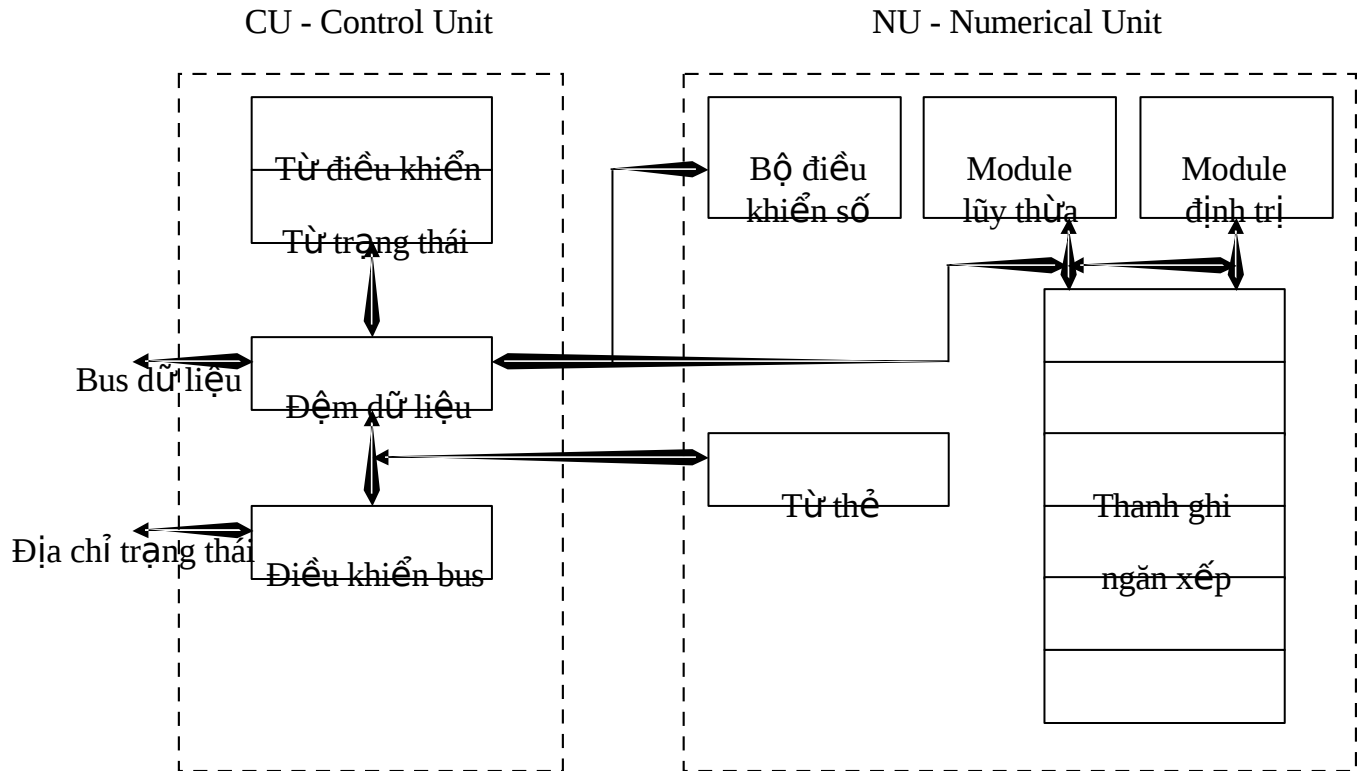 CU - Control Unit
NU - Numerical Unit
Từ điều khiển
Từ trạng thái
Bộ điều
khiển số
Module
lũy thừa
Module
định trị
Bus dữ liệu
Đệm dữ liệu
Từ thẻ
Thanh ghi
ngăn xếp
Địa chỉ trạng thái
Điều khiển bus